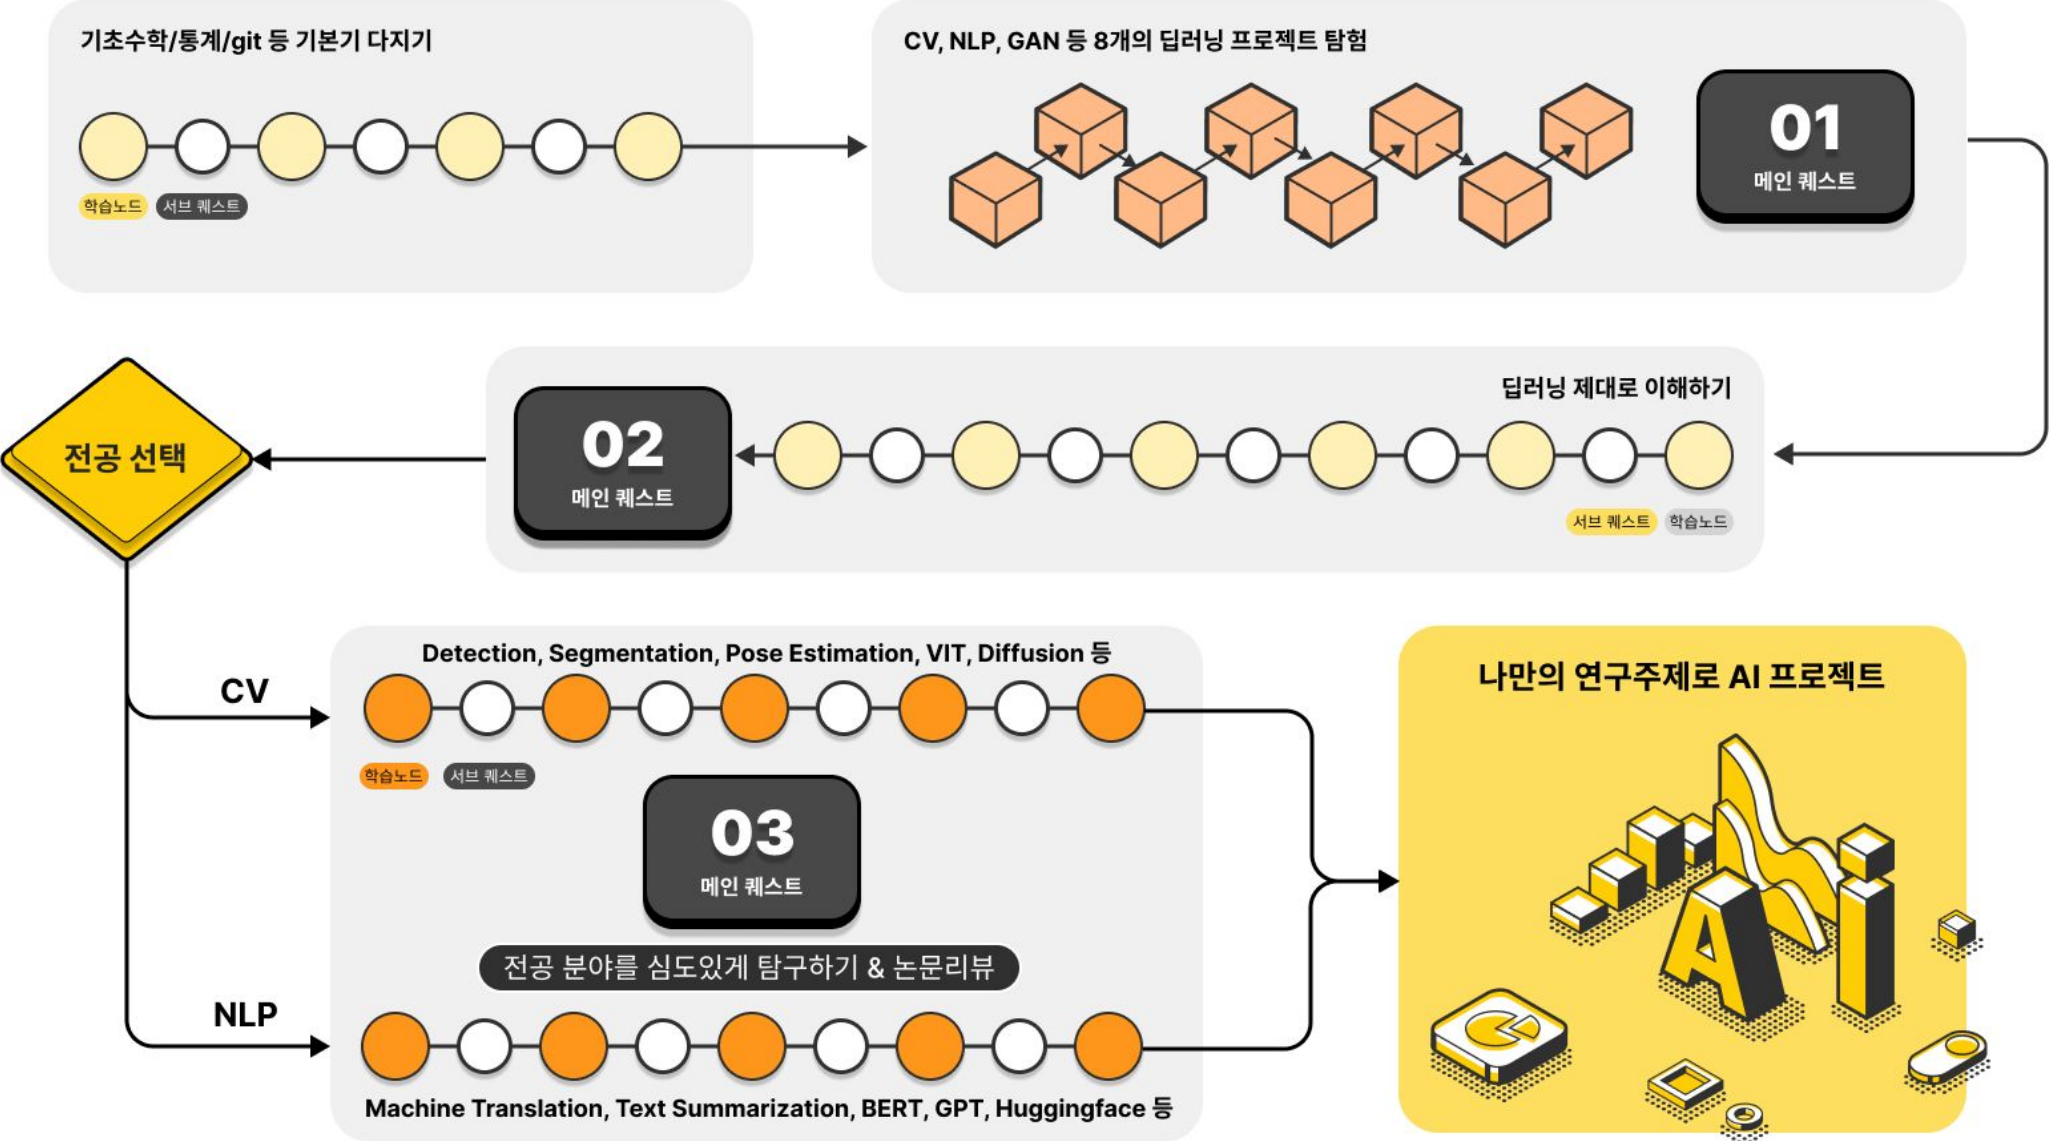 기초수학/통계/git 등 기본기 다지기
학습노드
서브 퀘스트
CV, NLP, GAN 등 8개의 딥러닝 프로젝트 탐험
01
메인 퀘스트
딥러닝 제대로 이해하기
서브 퀘스트
학습노드
02
메인 퀘스트
전공 선택
CV
Detection, Segmentation, Pose Estimation, VIT, Diffusion 등
학습노드
서브 퀘스트
03
메인 퀘스트
전공 분야를 심도있게 탐구하기 & 논문리뷰
NLP
Machine Translation, Text Summarization, BERT, GPT, Huggingface 등
나만의 연구주제로 AI 프로젝트
Ai